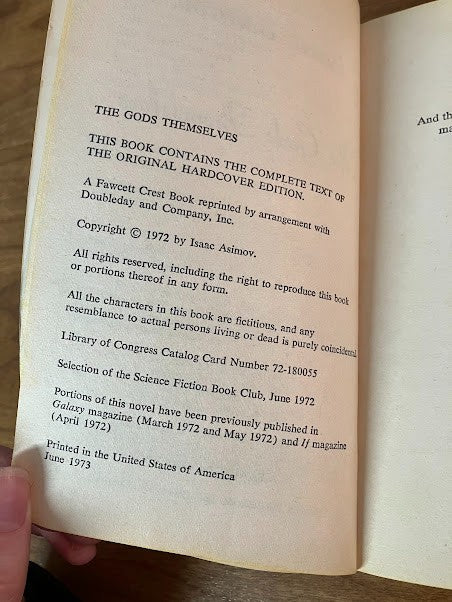 THE GODS THEMSELVES
THIS BOOK CONTAINS THE COMPLETE TEXT OF
THE ORIGINAL HARDCOVER EDITION.
A Fawcett Crest Book reprinted by arrangement with
Doubleday and Company, Inc.
Copyright © 1972 by Isaac Asimov.
All rights reserved, including the right to reproduce this book
or portions thereof in any form.
All the characters in this book are fictitious, and any
resemblance to actual persons living or dead is purely coincidental.
Library of Congress Catalog Card Number 72-180055
Selection of the Science Fiction Book Club, June 1972
Portions of this novel have been previously published in
Galaxy magazine (March 1972 and May 1972) and If magazine
(April 1972)
Printed in the United States of America
June 1973
And th
ma